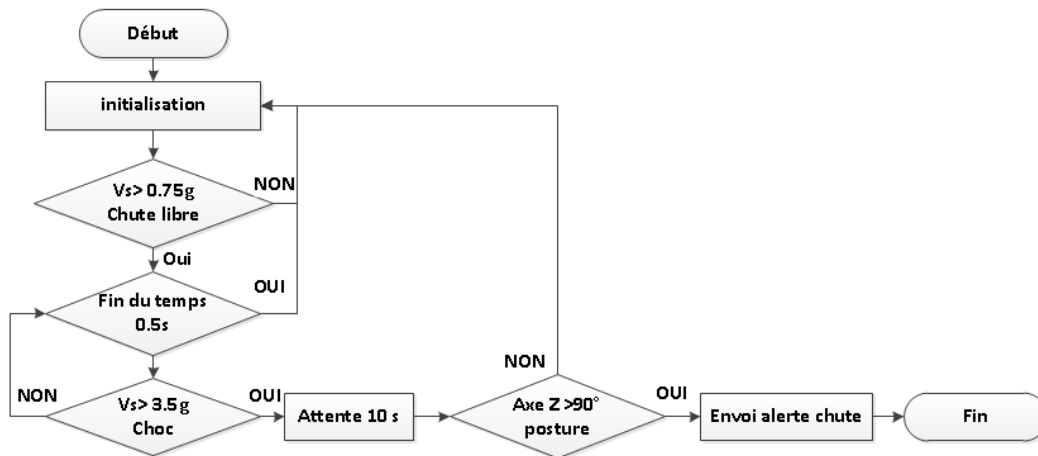 Début
initialisation
Vs> 0.75g
Chute libre
NON
Oui
Fin du temps
0.5s
OUI
NON
Vs> 3.5g
Choc
OUI
Attente 10 s
NON
Axe Z >90°
posture
OUI
Envoi alerte chute
Fin